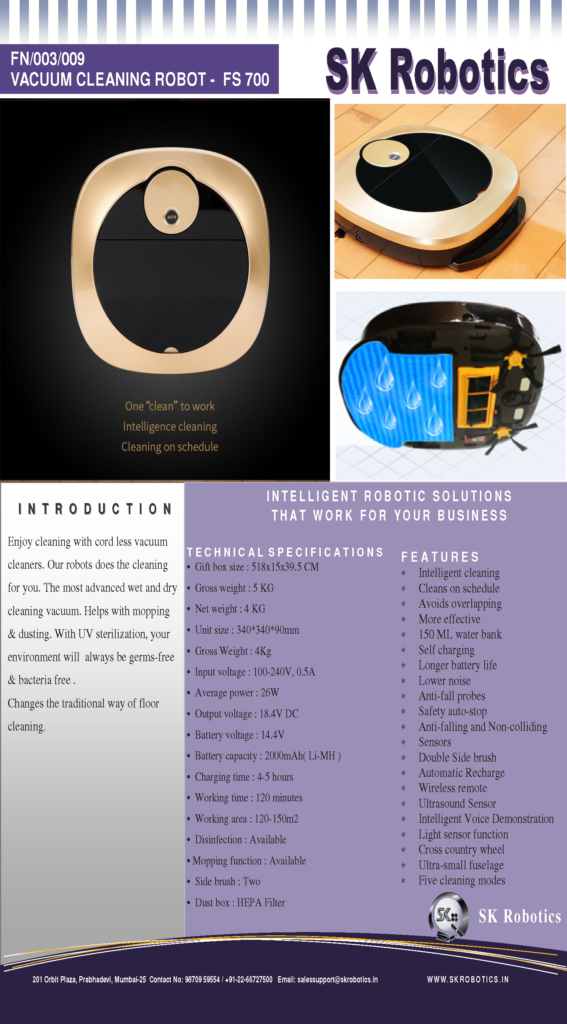 FN/003/009
VACUUM CLEANING ROBOT - FS 700
SK Robotics
One “clean” to work
Intelligence cleaning
Cleaning on schedule
INTRODUCTION
Enjoy cleaning with cord less vacuum
cleaners. Our robots does the cleaning
for you. The most advanced wet and dry
cleaning vacuum. Helps with mopping
& dusting. With UV sterilization, your
environment will always be germs-free
& bacteria free .
Changes the traditional way of floor
cleaning.
INTELLIGENT ROBOTIC SOLUTIONS
THAT WORK FOR YOUR BUSINESS
TECHNICAL SPECIFICATIONS
• Gift box size : 518x15x39.5 CM
• Gross weight : 5 KG
• Net weight : 4 KG
• Unit size : 340*340*90mm
• Gross Weight : 4Kg
• Input voltage : 100-240V, 0.5A
• Average power : 26W
• Output voltage : 18.4V DC
• Battery voltage : 14.4V
• Battery capacity : 2000mAh( Li-MH )
• Charging time : 4-5 hours
• Working time : 120 minutes
• Working area : 120-150m2
• Disinfection : Available
• Mopping function : Available
• Side brush : Two
• Dust box : HEPA Filter
FEATURES
* Intelligent cleaning
* Cleans on schedule
* Avoids overlapping
* More effective
* 150 ML water bank
* Self charging
* Longer battery life
* Lower noise
* Anti-fall probes
* Safety auto-stop
* Anti-falling and Non-colliding
* Sensors
* Double Side brush
* Automatic Recharge
* Wireless remote
* Ultrasound Sensor
* Intelligent Voice Demonstration
* Light sensor function
* Cross country wheel
* Ultra-small fuselage
* Five cleaning modes
SK
SK Robotics
201 Orbit Plaza, Prabhadevi, Mumbai-25 Contact No: 98709 59554 / +91-22-66727500 Email: salessupport@skrobotics.in
WWW.SKROBOTICS.IN